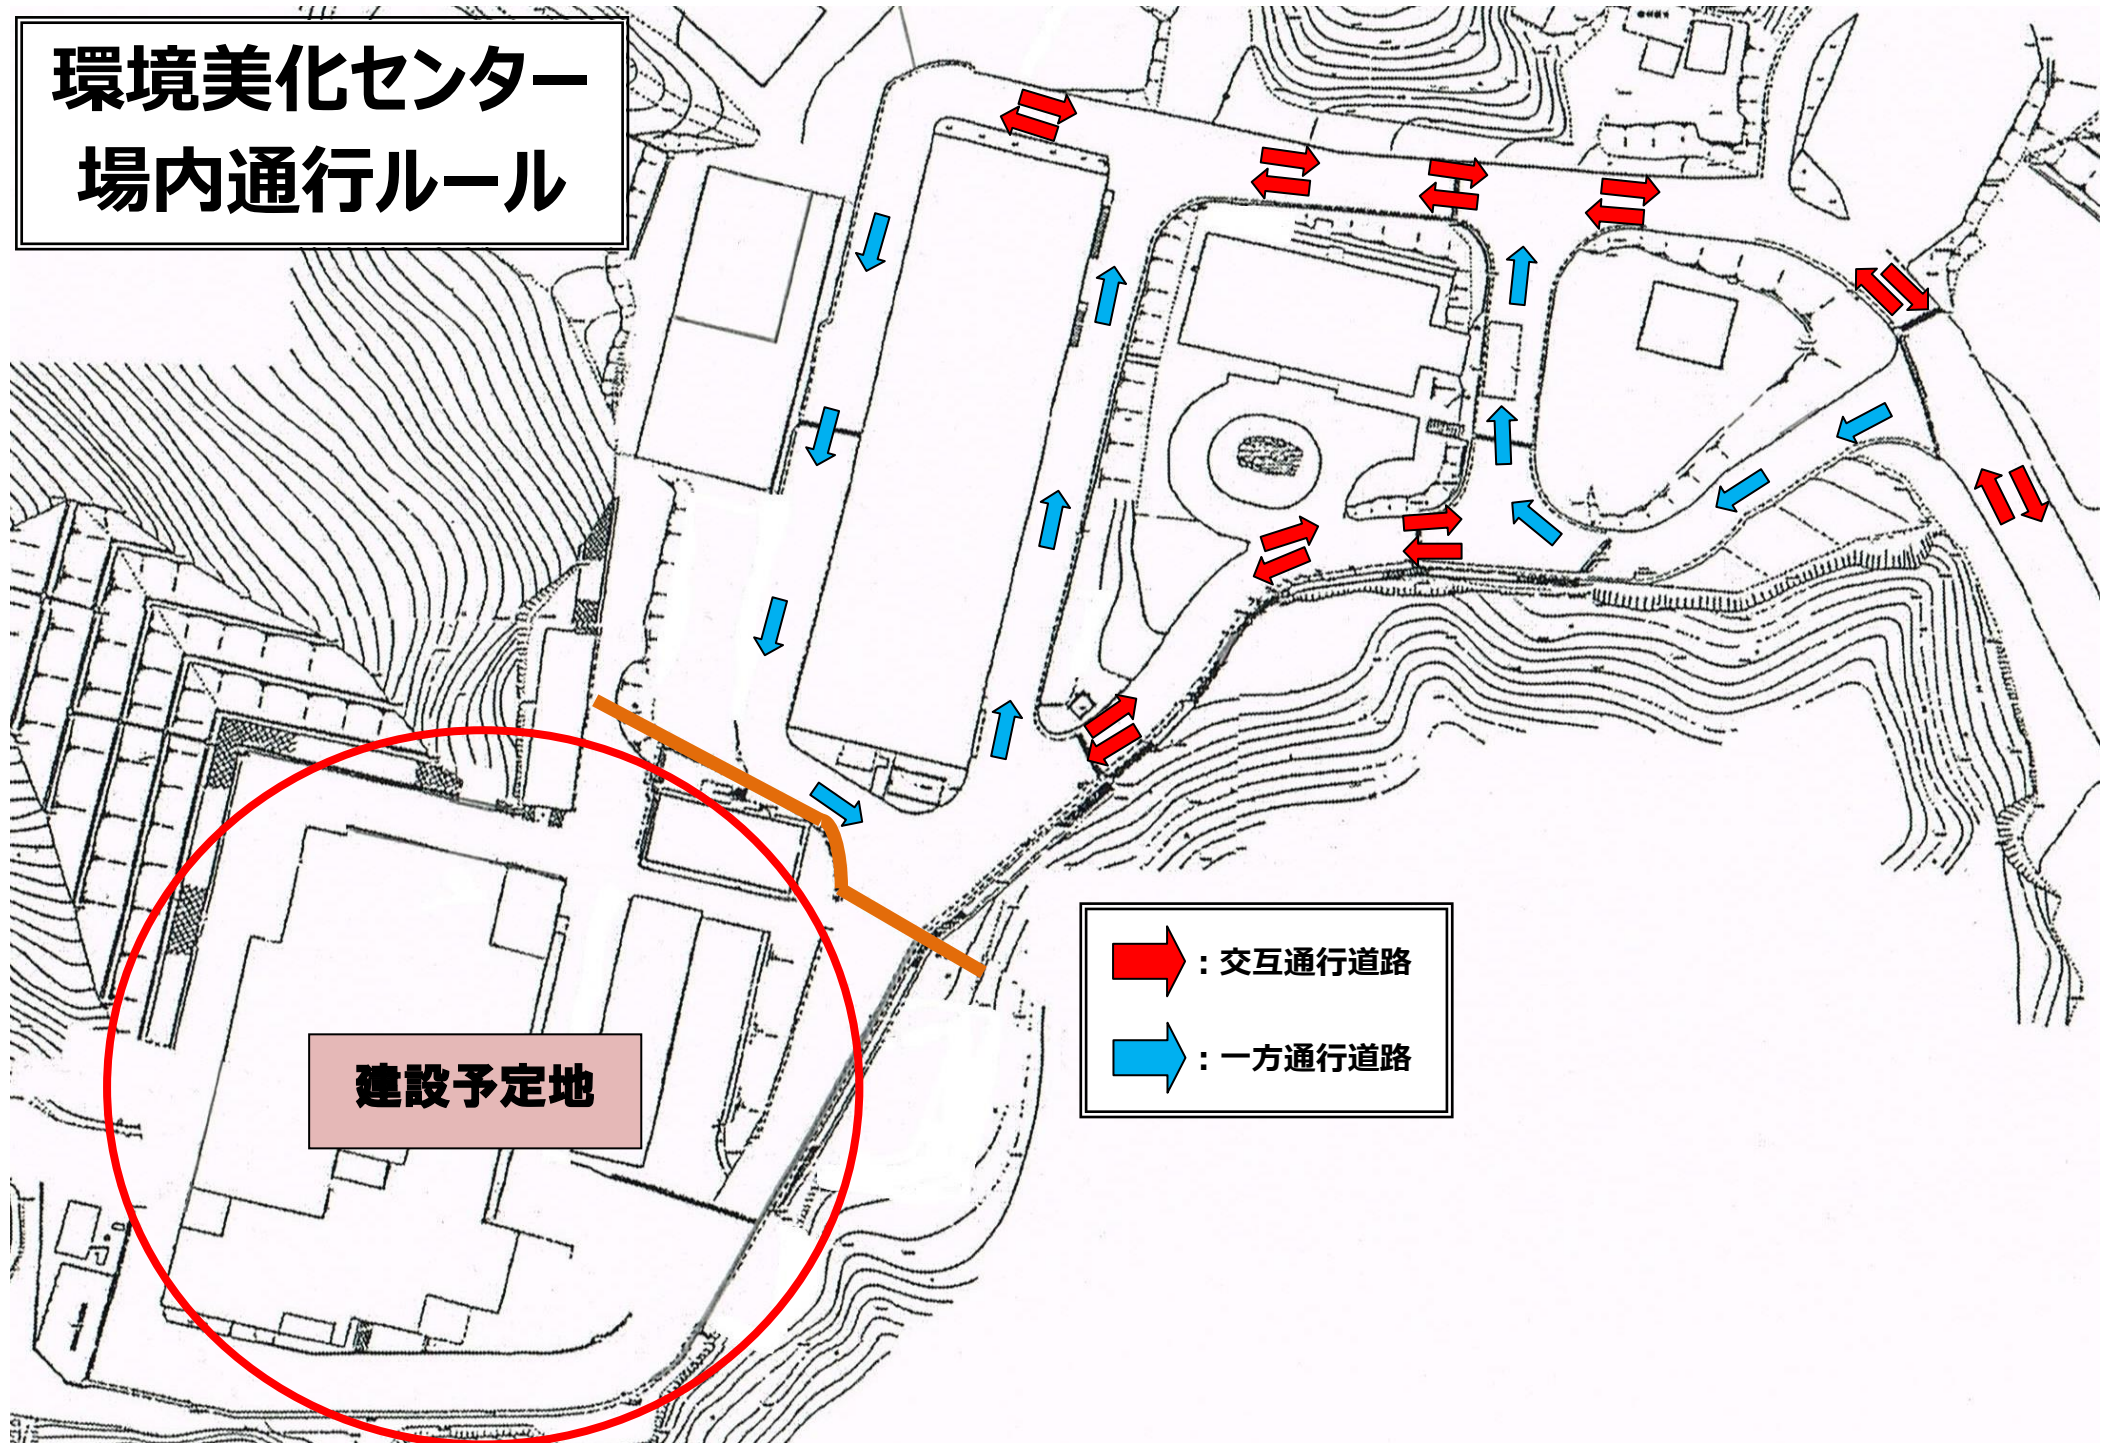 環境美化センター
場内通行ルール
建設予定地
：交互通行道路
：一方通行道路